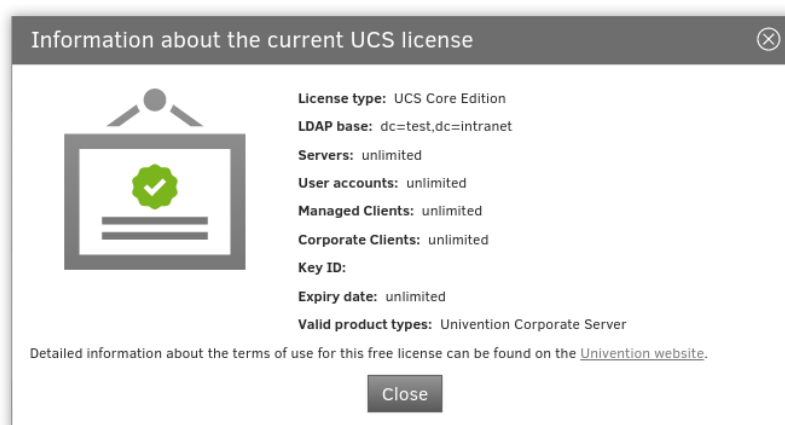 Information about the current UCS license
License type: UCS Core Edition
LDAP base: dc=test,dc=intranet
Servers: unlimited
User accounts: unlimited
Managed Clients: unlimited
Corporate Clients: unlimited
Key ID:
Expiry date: unlimited
Valid product types: Univention Corporate Server
Detailed information about the terms of use for this free license can be found on the Univention website.
Close